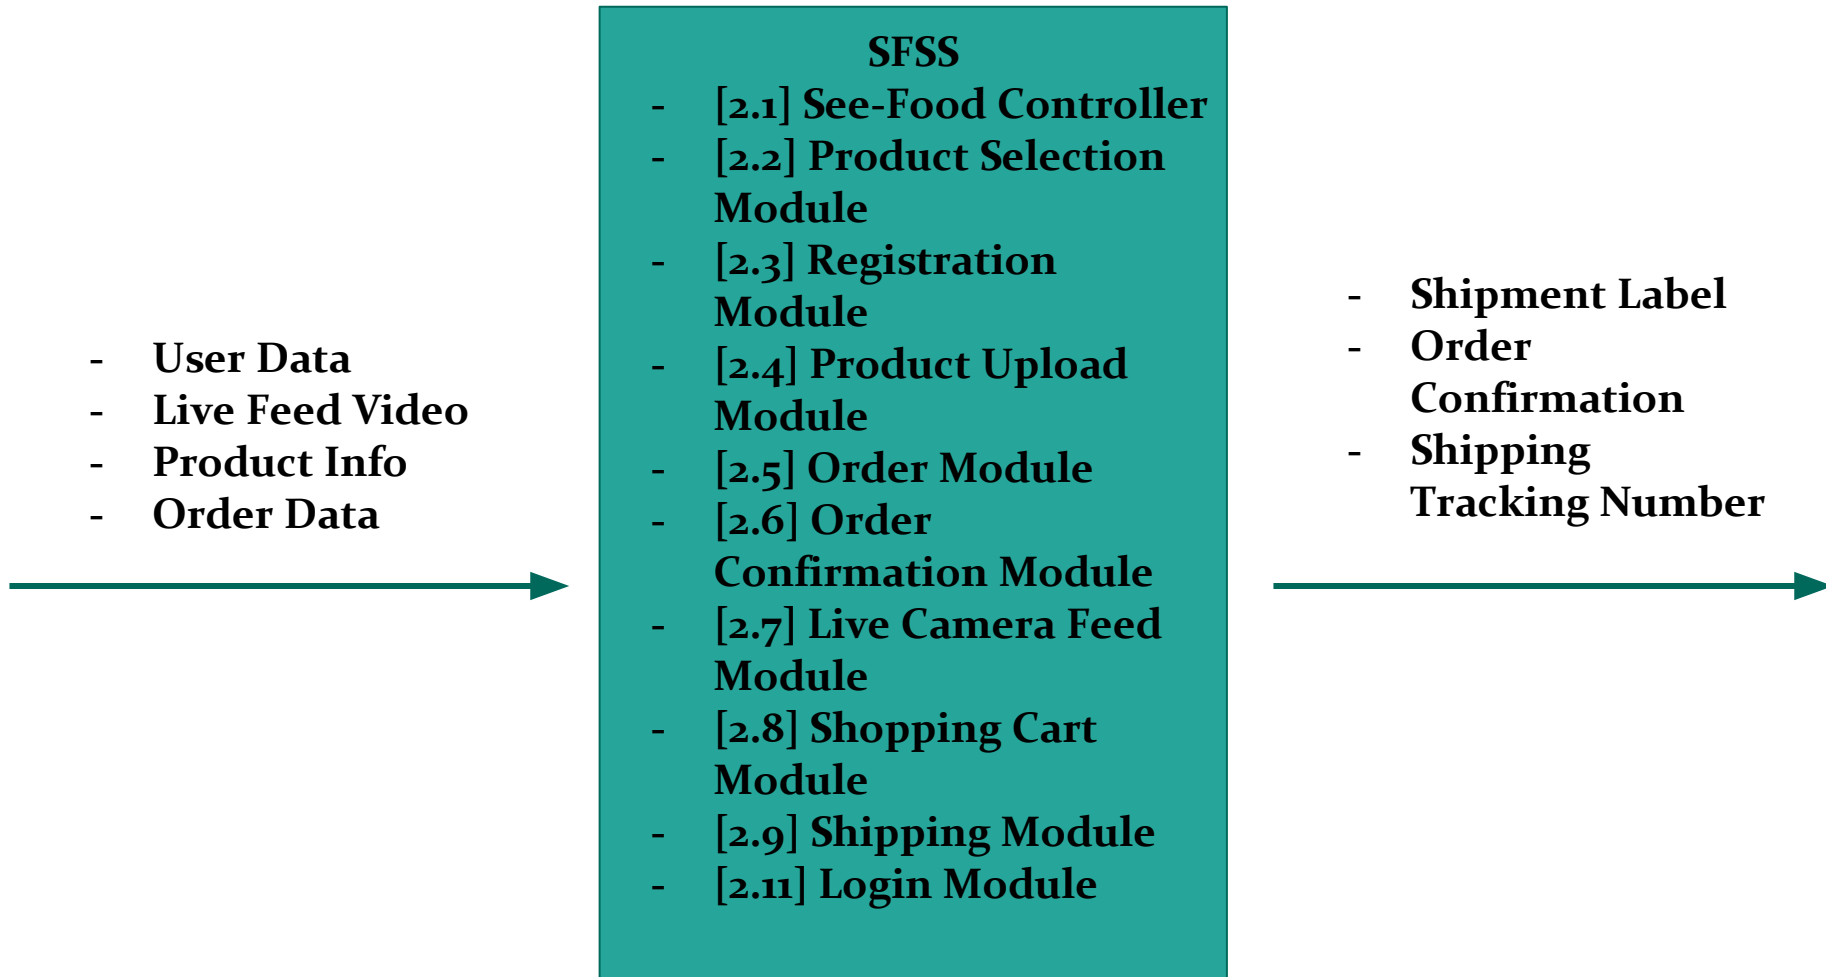 - User Data
- Live Feed Video
- Product Info
- Order Data
SFSS
- [2.1] See-Food Controller
- [2.2] Product Selection
Module
- [2.3] Registration
Module
- [2.4] Product Upload
Module
- [2.5] Order Module
- [2.6] Order
Confirmation Module
- [2.7] Live Camera Feed
Module
- [2.8] Shopping Cart
Module
- [2.9] Shipping Module
- [2.11] Login Module
- Shipment Label
- Order
Confirmation
- Shipping
Tracking Number